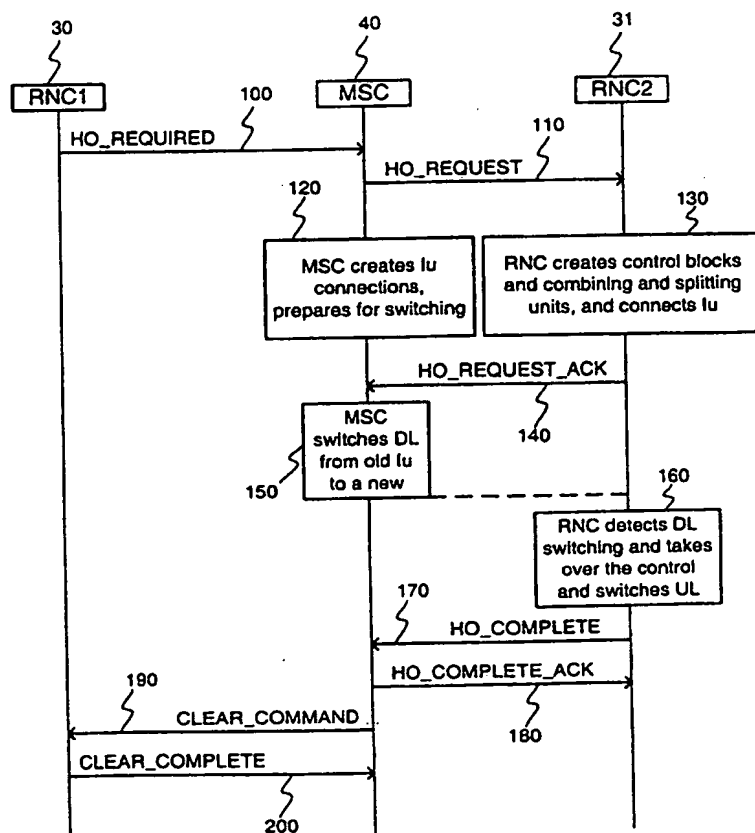 30
40
31
RNC1
MSC
RNC2
100
HO_REQUIRED
110
HO_REQUEST
120
130
MSC creates Iu
connections,
prepares for switching
RNC creates control blocks
and combining and splitting
units, and connects Iu
HO_REQUEST_ACK
140
MSC
switches DL
from old Iu
to a new
150
160
RNC detects DL
switching and takes
over the control
and switches UL
170
HO_COMPLETE
HO_COMPLETE_ACK
180
190
CLEAR_COMMAND
CLEAR_COMPLETE
200